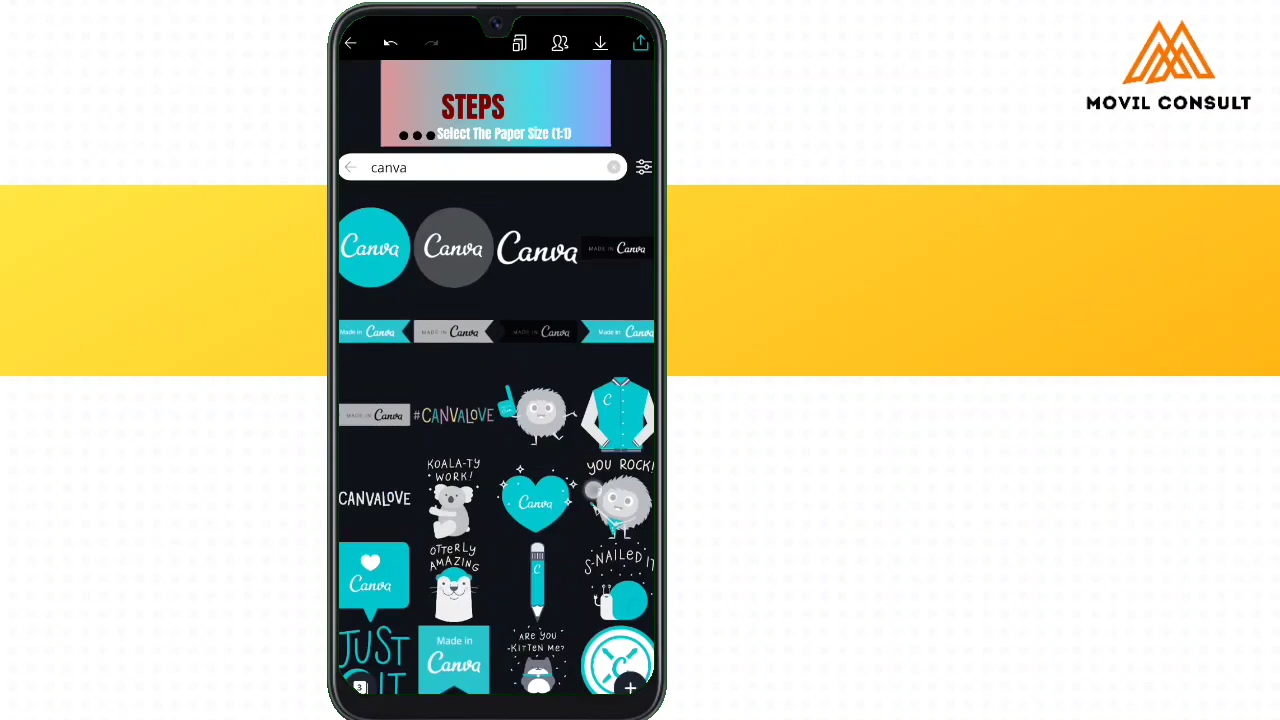 MOVIL CONSULT
STEPS
Select The Paper Size (1:1)
canva
Canva
Canva
Canva
MADE IN Canva
Made in Canva
MADE IN Canva
MADE IN Canva
Made in Canva
MADE IN Canva
#CANVALOVE
C
CANVALOVE
KOALA-TY
WORK!
Canva
YOU ROCK!
Canva
OTTERLY
AMAZING
C
S-NAILED IT
JUST
Made in
Canva
ARE YOU
KITTEN ME?
C
3